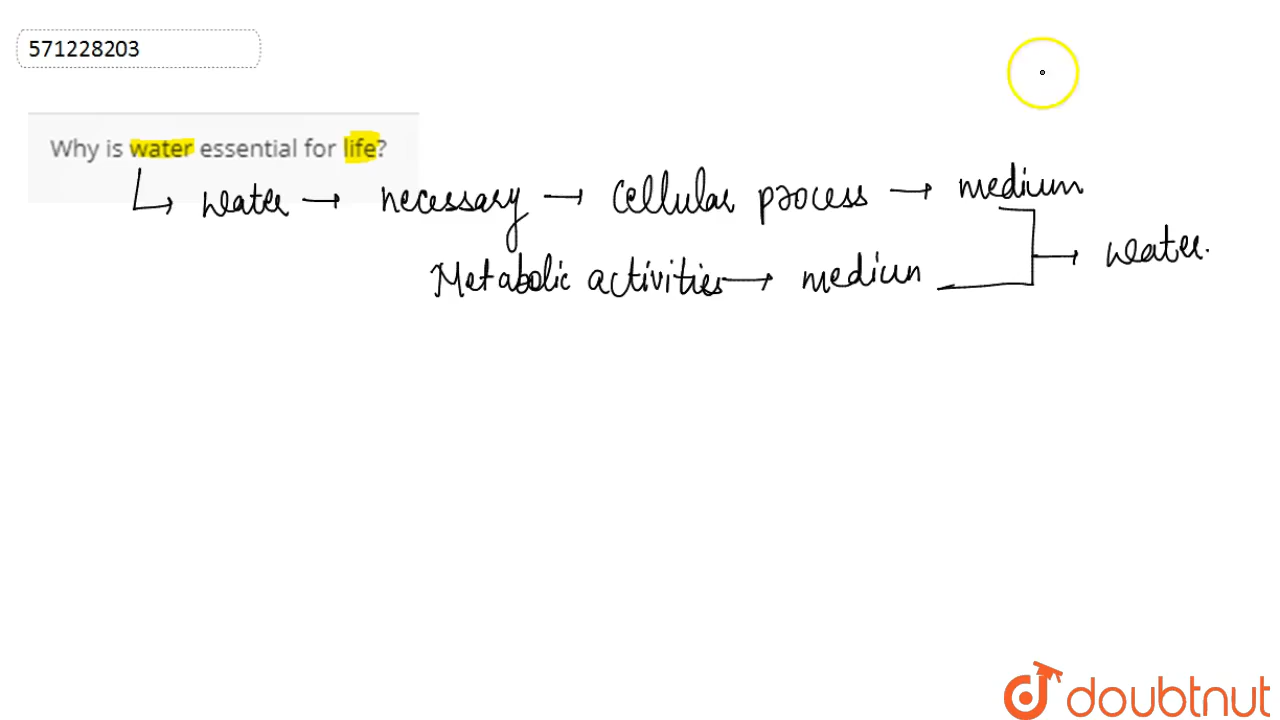 571228203
Why is water essential for life?
↳ water → necessary → cellular process → medium
Metabolic activities → medium → water.
doubtnut